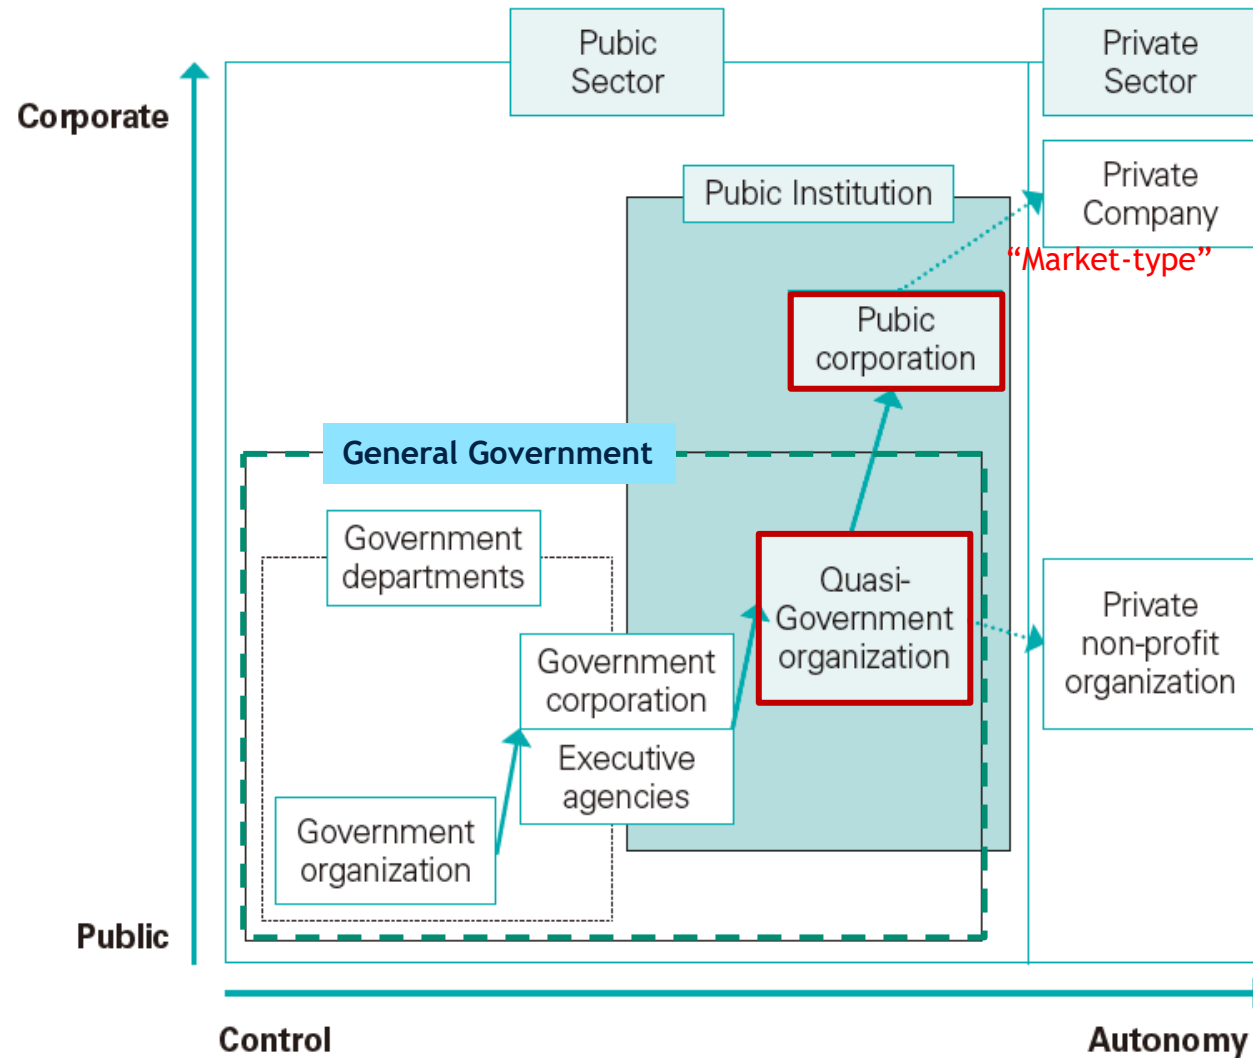 Pubic
Sector
Private
Sector
Corporate
Private
Company
Pubic Institution
“Market-type”
Pubic
corporation
General Government
Government
departments
Quasi-
Government
organization
Private
non-profit
organization
Government
corporation
Executive
agencies
Government
organization
Public
Control
Autonomy